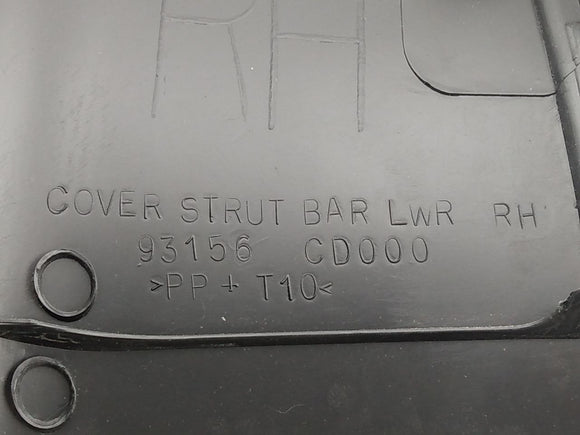 RH
COVER STRUT BAR LWR RH
93156 CD000
>PP+ T10<